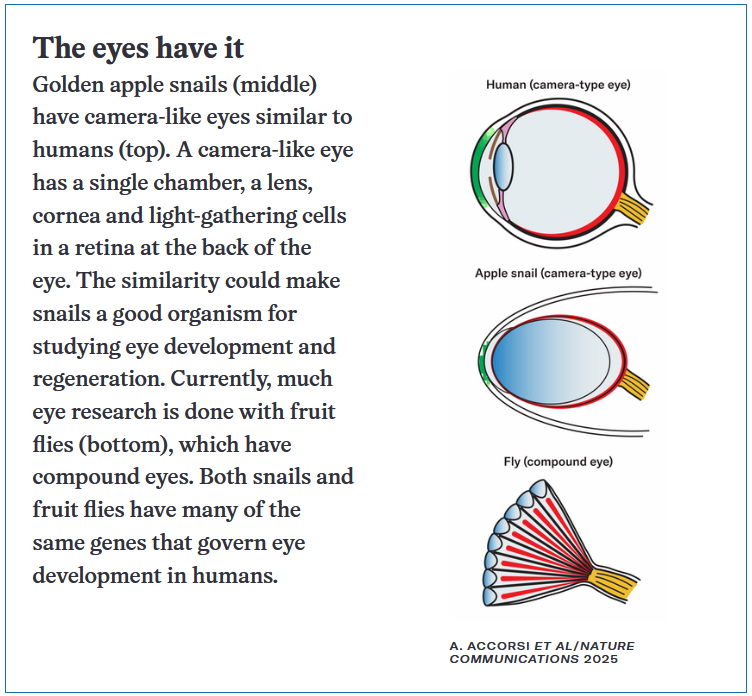 The eyes have it
Golden apple snails (middle)
have camera-like eyes similar to
humans (top). A camera-like eye
has a single chamber, a lens,
cornea and light-gathering cells
in a retina at the back of the
eye. The similarity could make
snails a good organism for
studying eye development and
regeneration. Currently, much
eye research is done with fruit
flies (bottom), which have
compound eyes. Both snails and
fruit flies have many of the
same genes that govern eye
development in humans.
Human (camera-type eye)
Apple snail (camera-type eye)
Fly (compound eye)
A. ACCORSI ET AL/NATURE
COMMUNICATIONS 2025